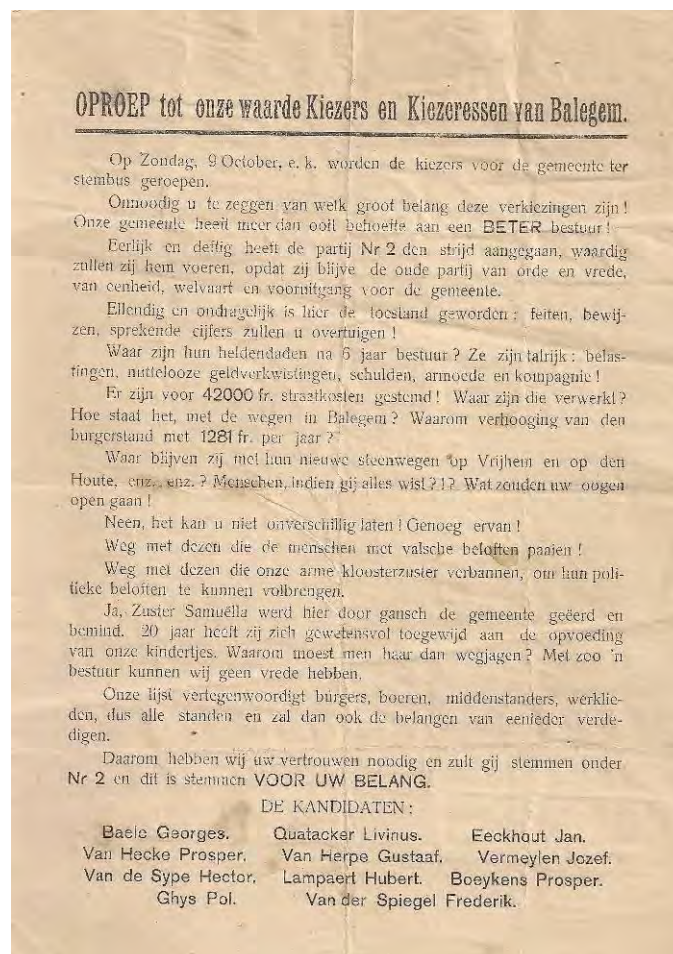 OPROEP tot onze waarde Kiezers en Kiezeressen van Balegem.
Op Zondag, 9 October, e. k. worden de kiezers voor de gemeente ter
stembus geroepen.
Onnoodig u te zeggen van welk groot belang deze verkiezingen zijn !
Onze gemeente heeft meer dan ooit behoefte aan een BETER bestuur !
Eerlijk en deftig heeft de partij Nr 2 den strijd aangegaan, waardig
zullen zij hem voeren, opdat zij blijve de oude partij van orde en vrede,
van eenheid, welvaart en vooruitgang voor de gemeente.
Ellendig en ondragelijk is hier de toestand geworden : feiten, bewij-
zen, sprekende cijfers zullen u overtuigen !
Waar zijn hun heldendaden na 6 jaar bestuur ? Ze zijn talrijk : belas-
tingen, nuttelooze geldverkwistingen, schulden, armoede en kompagnie !
Er zijn voor 42000 fr. straatkosten gestemd ! Waar zijn die verwerkt ?
Hoe staat het, met de wegen in Balegem ? Waarom verhooging van den
burgerstand met 1281 fr. per jaar ?
Waar blijven zij met hun nieuwe steenwegen op Vrijhem en op den
Houte, enz., enz. ? Menschen, indien gij alles wist ? ! ? Wat zouden uw oogen
open gaan !
Neen, het kan u niet onverschillig laten ! Genoeg ervan !
Weg met dezen die de menschen met valsche beloften paaien !
Weg met dezen die onze arme kloosterzuster verbannen, om hun poli-
tieke beloften te kunnen volbrengen.
Ja, Zuster Samuëlla werd hier door gansch de gemeente geëerd en
bemind. 20 jaar heeft zij zich gewetensvol toegewijd aan de opvoeding
van onze kindertjes. Waarom moest men haar dan wegjagen ? Met zoo 'n
bestuur kunnen wij geen vrede hebben.
Onze lijst vertegenwoordigt burgers, boeren, middenstanders, werklie-
den, dus alle standen en zal dan ook de belangen van eenieder verde-
digen.
Daarom hebben wij uw vertrouwen noodig en zult gij stemmen onder
Nr 2 en dit is stemmen VOOR UW BELANG.
DE KANDIDATEN :
Baele Georges. Quatacker Livinus. Eeckhout Jan.
Van Hecke Prosper. Van Herpe Gustaaf. Vermeylen Jozef.
Van de Sype Hector. Lampaert Hubert. Boeykens Prosper.
Ghys Pol. Van der Spiegel Frederik.